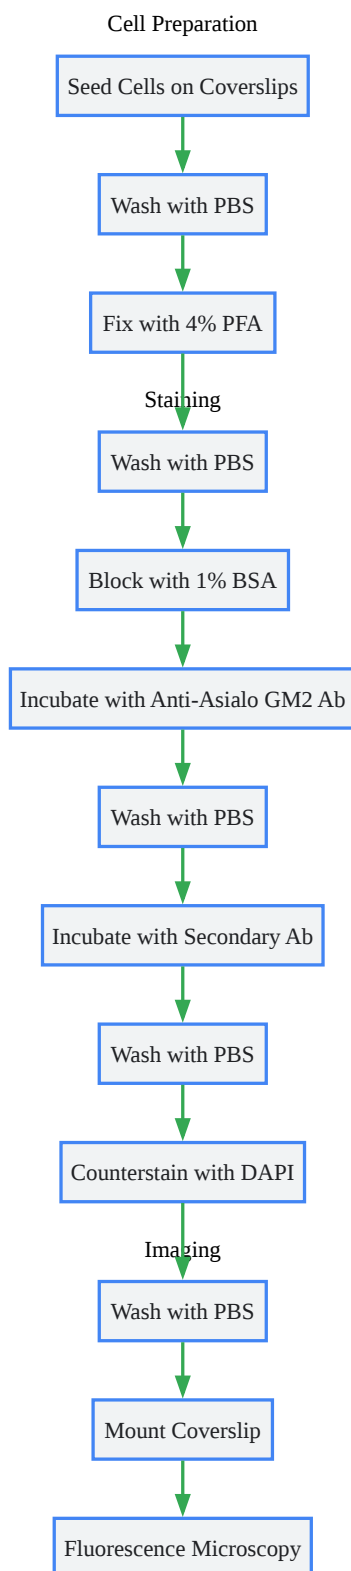 Cell Preparation
Seed Cells on Coverslips
Wash with PBS
Fix with 4% PFA
Staining
Wash with PBS
Block with 1% BSA
Incubate with Anti-Asialo GM2 Ab
Wash with PBS
Incubate with Secondary Ab
Wash with PBS
Counterstain with DAPI
Imaging
Wash with PBS
Mount Coverslip
Fluorescence Microscopy